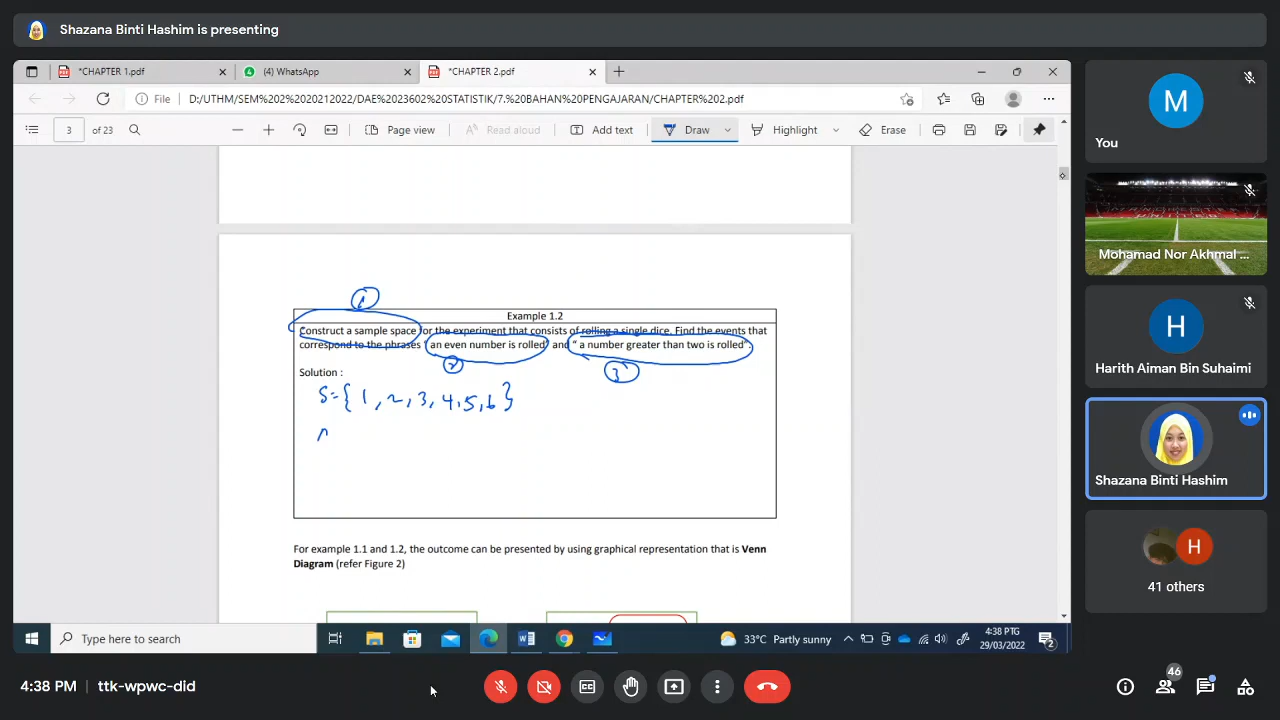 Shazana Binti Hashim is presenting
*CHAPTER 1.pdf
(4) WhatsApp
*CHAPTER 2.pdf
File
D:/UTHM/SEM%202%2020212022/DAE%2023602%20STATISTIK/7.%20BAHAN%20PENGAJARAN/CHAPTER%202.pdf
3 of 23
Page view
Read aloud
Add text
Draw
Highlight
Erase
1
Example 1.2
Construct a sample space for the experiment that consists of rolling a single dice. Find the events that
correspond to the phrases "an even number is rolled" and " a number greater than two is rolled".
2
3
Solution :
S={ 1, 2, 3, 4, 5, 6 }
For example 1.1 and 1.2, the outcome can be presented by using graphical representation that is Venn
Diagram (refer Figure 2)
M
You
Mohamad Nor Akhmal ...
H
Harith Aiman Bin Suhaimi
Shazana Binti Hashim
H
41 others
Type here to search
33°C Partly sunny
4:38 PTG
29/03/2022
2
4:38 PM | ttk-wpwc-did
46